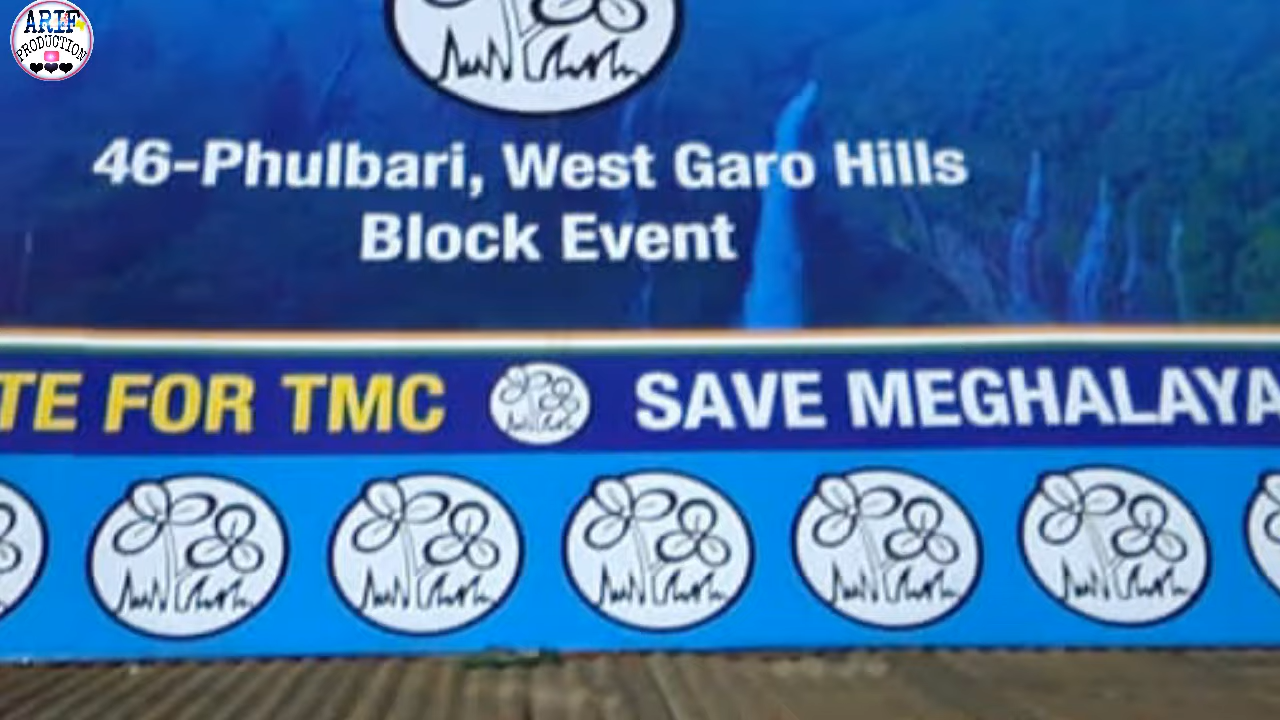 ARIF
PRODUCTION
46-Phulbari, West Garo Hills
Block Event
TE FOR TMC SAVE MEGHALAYA